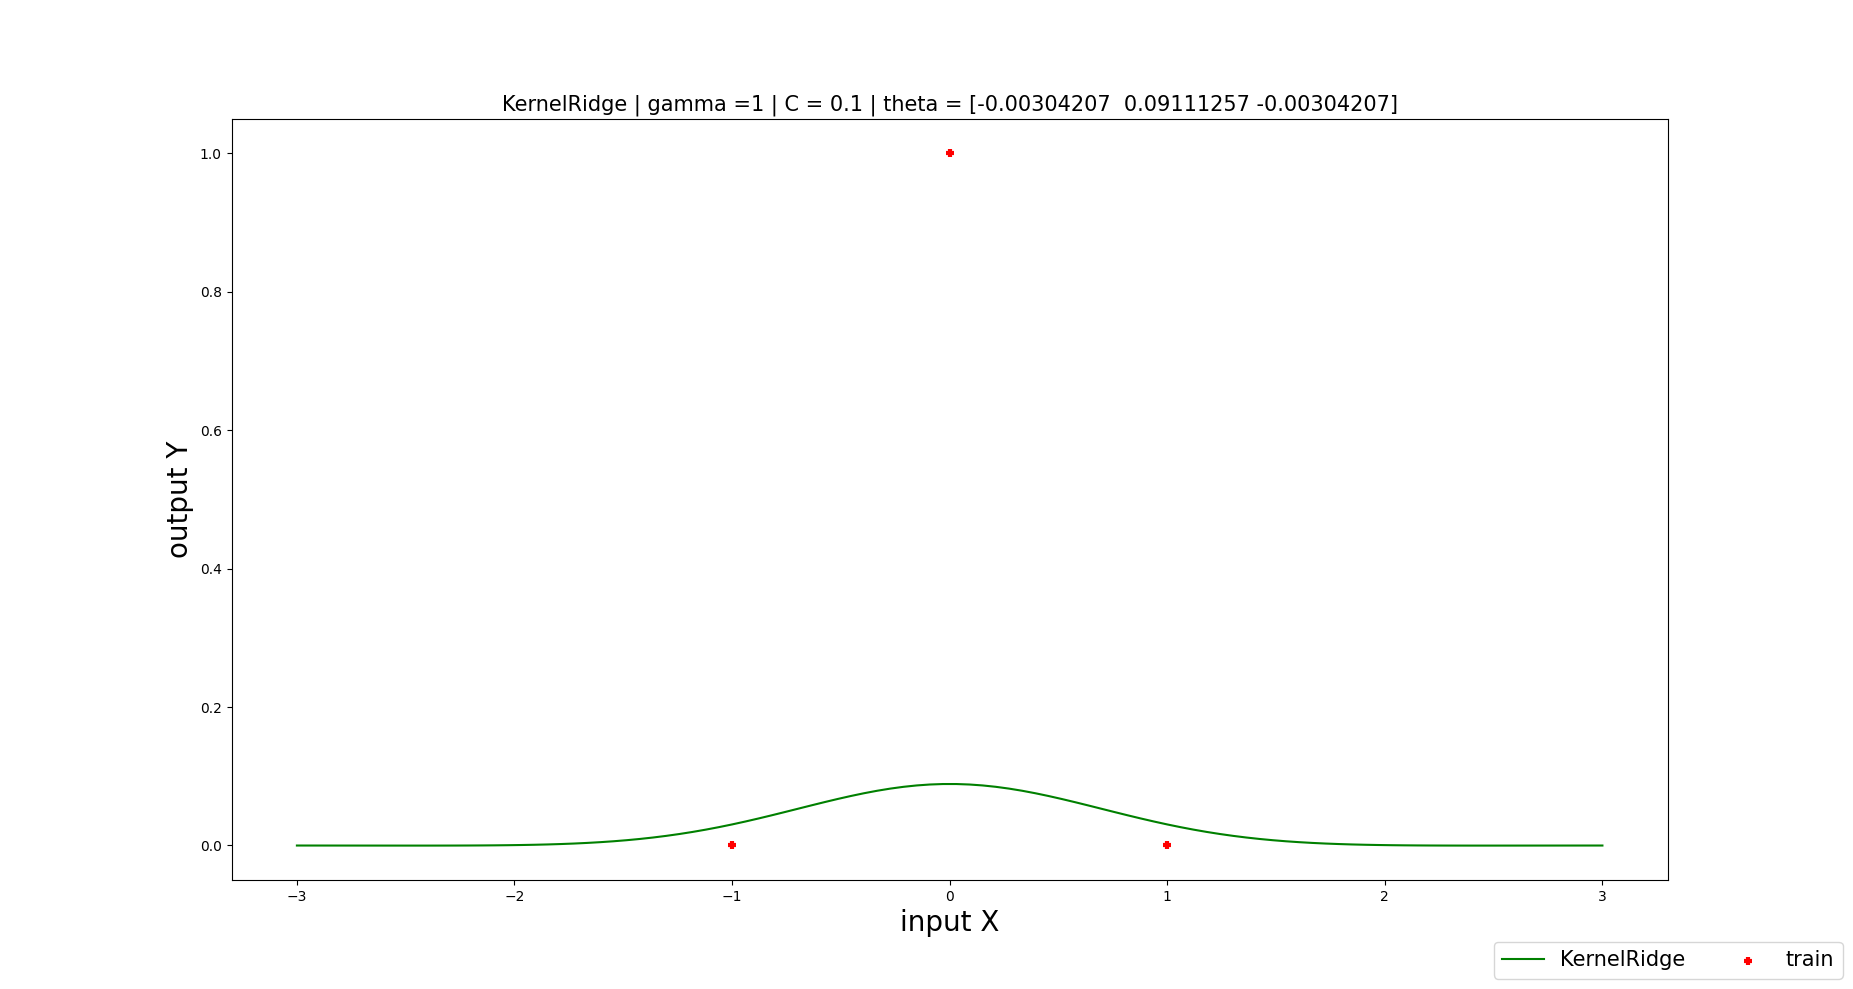 KernelRidge | gamma =1 | C = 0.1 | theta = [-0.00304207  0.09111257 -0.00304207]
1.0
0.8
0.6
0.4
0.2
0.0
output Y
−3
−2
−1
0
1
2
3
input X
KernelRidge
train